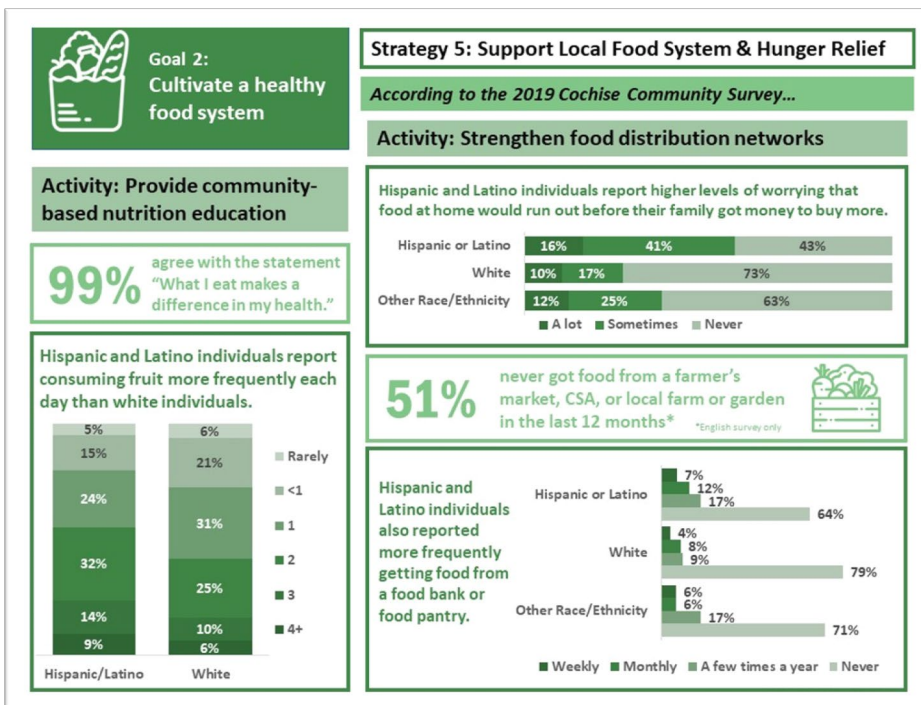 Goal 2:
Cultivate a healthy
food system
Activity: Provide community-
based nutrition education
99%
agree with the statement
“What I eat makes a
difference in my health.”
Hispanic and Latino individuals report
consuming fruit more frequently each
day than white individuals.
5%
15%
24%
32%
14%
9%
6%
21%
31%
25%
10%
6%
Rarely
<1
1
2
3
4+
Hispanic/Latino
White
Strategy 5: Support Local Food System & Hunger Relief
According to the 2019 Cochise Community Survey…
Activity: Strengthen food distribution networks
Hispanic and Latino individuals report higher levels of worrying that
food at home would run out before their family got money to buy more.
Hispanic or Latino 16% 41% 43%
White 10% 17% 73%
Other Race/Ethnicity 12% 25% 63%
A lot Sometimes Never
51%
never got food from a farmer’s
market, CSA, or local farm or garden
in the last 12 months*
*English survey only
Hispanic and
Latino individuals
also reported
more frequently
getting food from
a food bank or
food pantry.
Hispanic or Latino
7%
12%
17%
64%
White
4%
8%
9%
79%
Other Race/Ethnicity
6%
6%
17%
71%
Weekly Monthly A few times a year Never